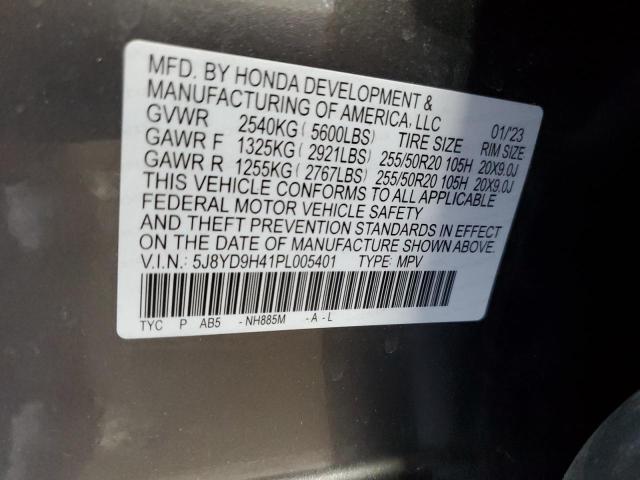 MFD. BY HONDA DEVELOPMENT &
MANUFACTURING OF AMERICA, LLC 01/'23
GVWR 2540KG ( 5600LBS) TIRE SIZE RIM SIZE
GAWR F 1325KG ( 2921LBS) 255/50R20 105H 20X9.0J
GAWR R 1255KG ( 2767LBS) 255/50R20 105H 20X9.0J
THIS VEHICLE CONFORMS TO ALL APPLICABLE
FEDERAL MOTOR VEHICLE SAFETY
AND THEFT PREVENTION STANDARDS IN EFFECT
ON THE DATE OF MANUFACTURE SHOWN ABOVE.
V.I.N.: 5J8YD9H41PL005401 TYPE: MPV
TYC P AB5 - NH885M - A - L